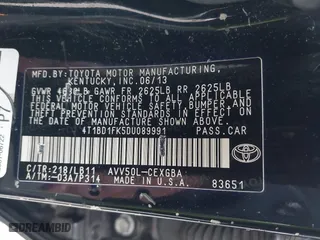 MFD. BY: TOYOTA MOTOR MANUFACTURING,
KENTUCKY, INC. 06/13
GVWR 4630LB GAWR FR 2625LB RR 2625LB
THIS VEHICLE CONFORMS TO ALL APPLICABLE
FEDERAL MOTOR VEHICLE SAFETY, BUMPER, AND
THEFT PREVENTION STANDARDS IN EFFECT ON
THE DATE OF MANUFACTURE SHOWN ABOVE.
4T1BD1FK5DU089991 PASS.CAR
C/TR:218/LB11 AVV50L-CEXGBA
A/TM:-03A/P314 MADE IN U.S.A.
TOYOTA
83651